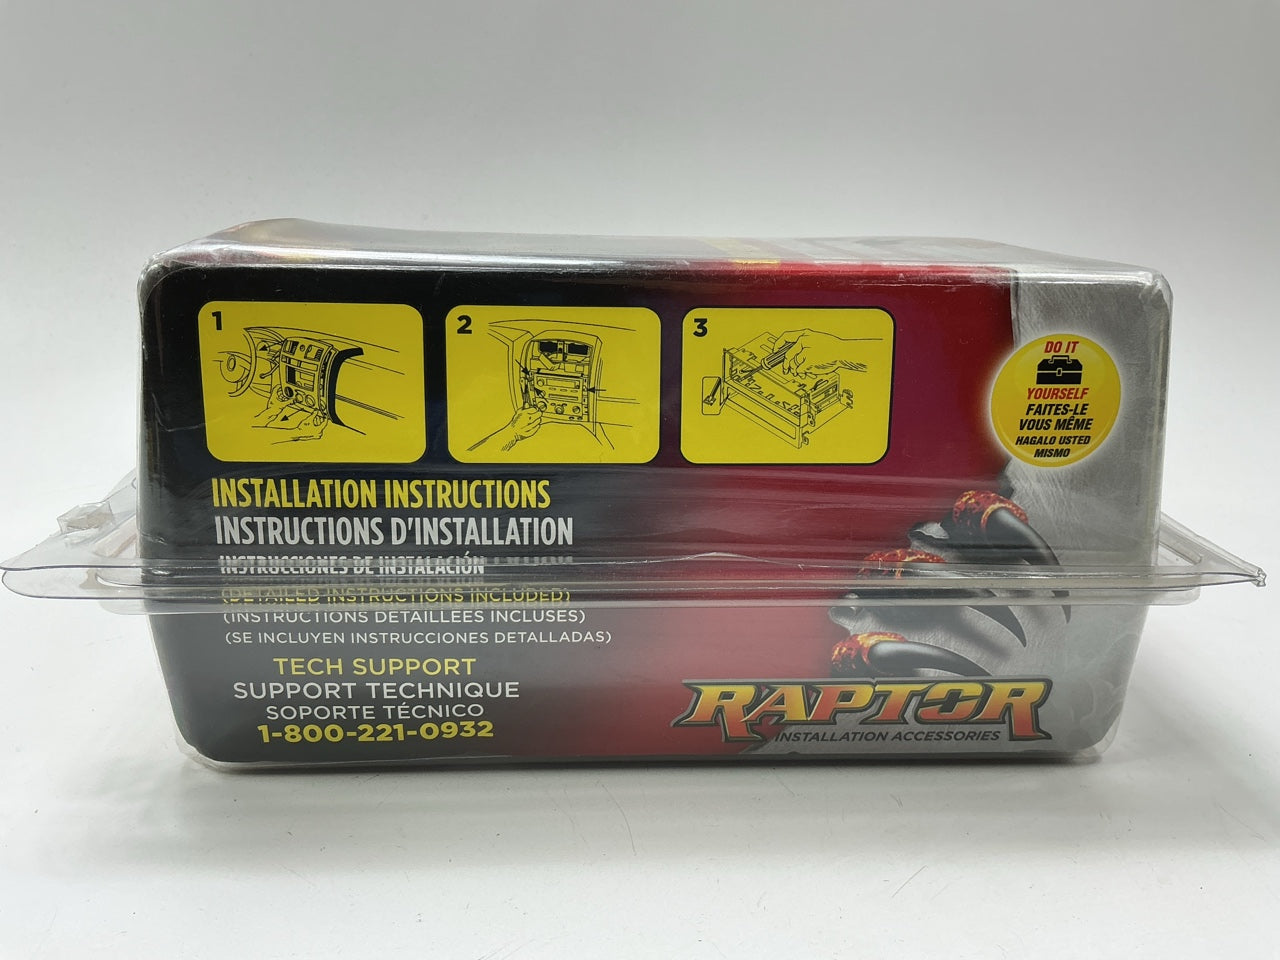 1
2
3
DO IT
YOURSELF
FAITES-LE
VOUS MÊME
HAGALO USTED
MISMO
INSTALLATION INSTRUCTIONS
INSTRUCTIONS D'INSTALLATION
INSTRUCCIONES DE INSTALACIÓN
(DETAILED INSTRUCTIONS INCLUDED)
(INSTRUCTIONS DETAILLEES INCLUSES)
(SE INCLUYEN INSTRUCCIONES DETALLADAS)
TECH SUPPORT
SUPPORT TECHNIQUE
SOPORTE TÉCNICO
1-800-221-0932
RAPTOR
INSTALLATION ACCESSORIES